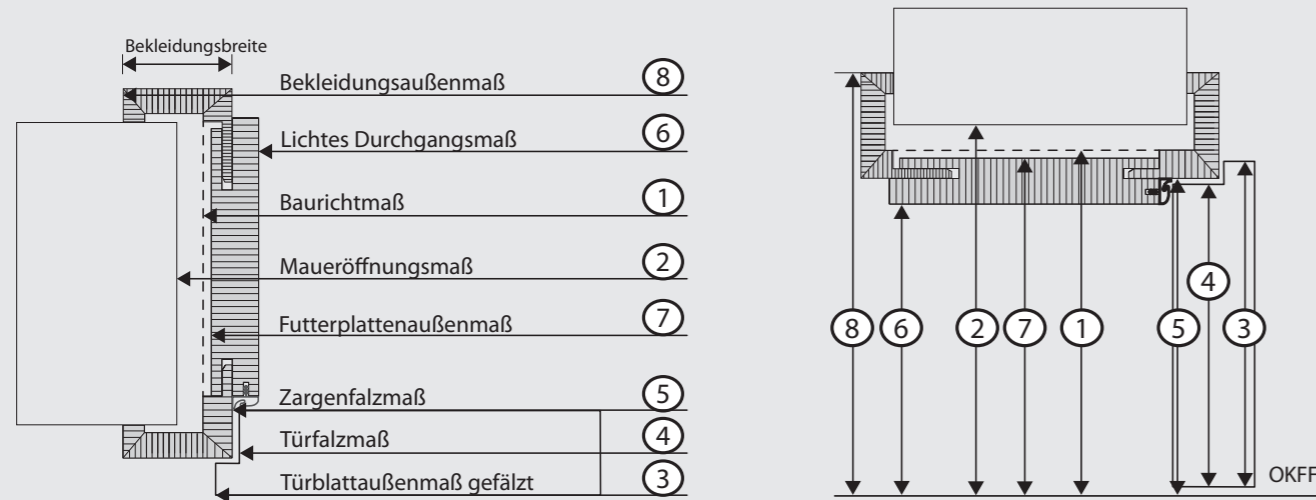 Bekleidungsbreite
Bekleidungsaußenmaß 8
Lichtes Durchgangsmaß 6
Baurichtmaß 1
Maueröffnungsmaß 2
Futterplattenaußenmaß 7
Zargenfalzmaß 5
Türfalzmaß 4
Türblattaußenmaß gefälzt 3
4
8 6 2 7 1 5 3
OKFF